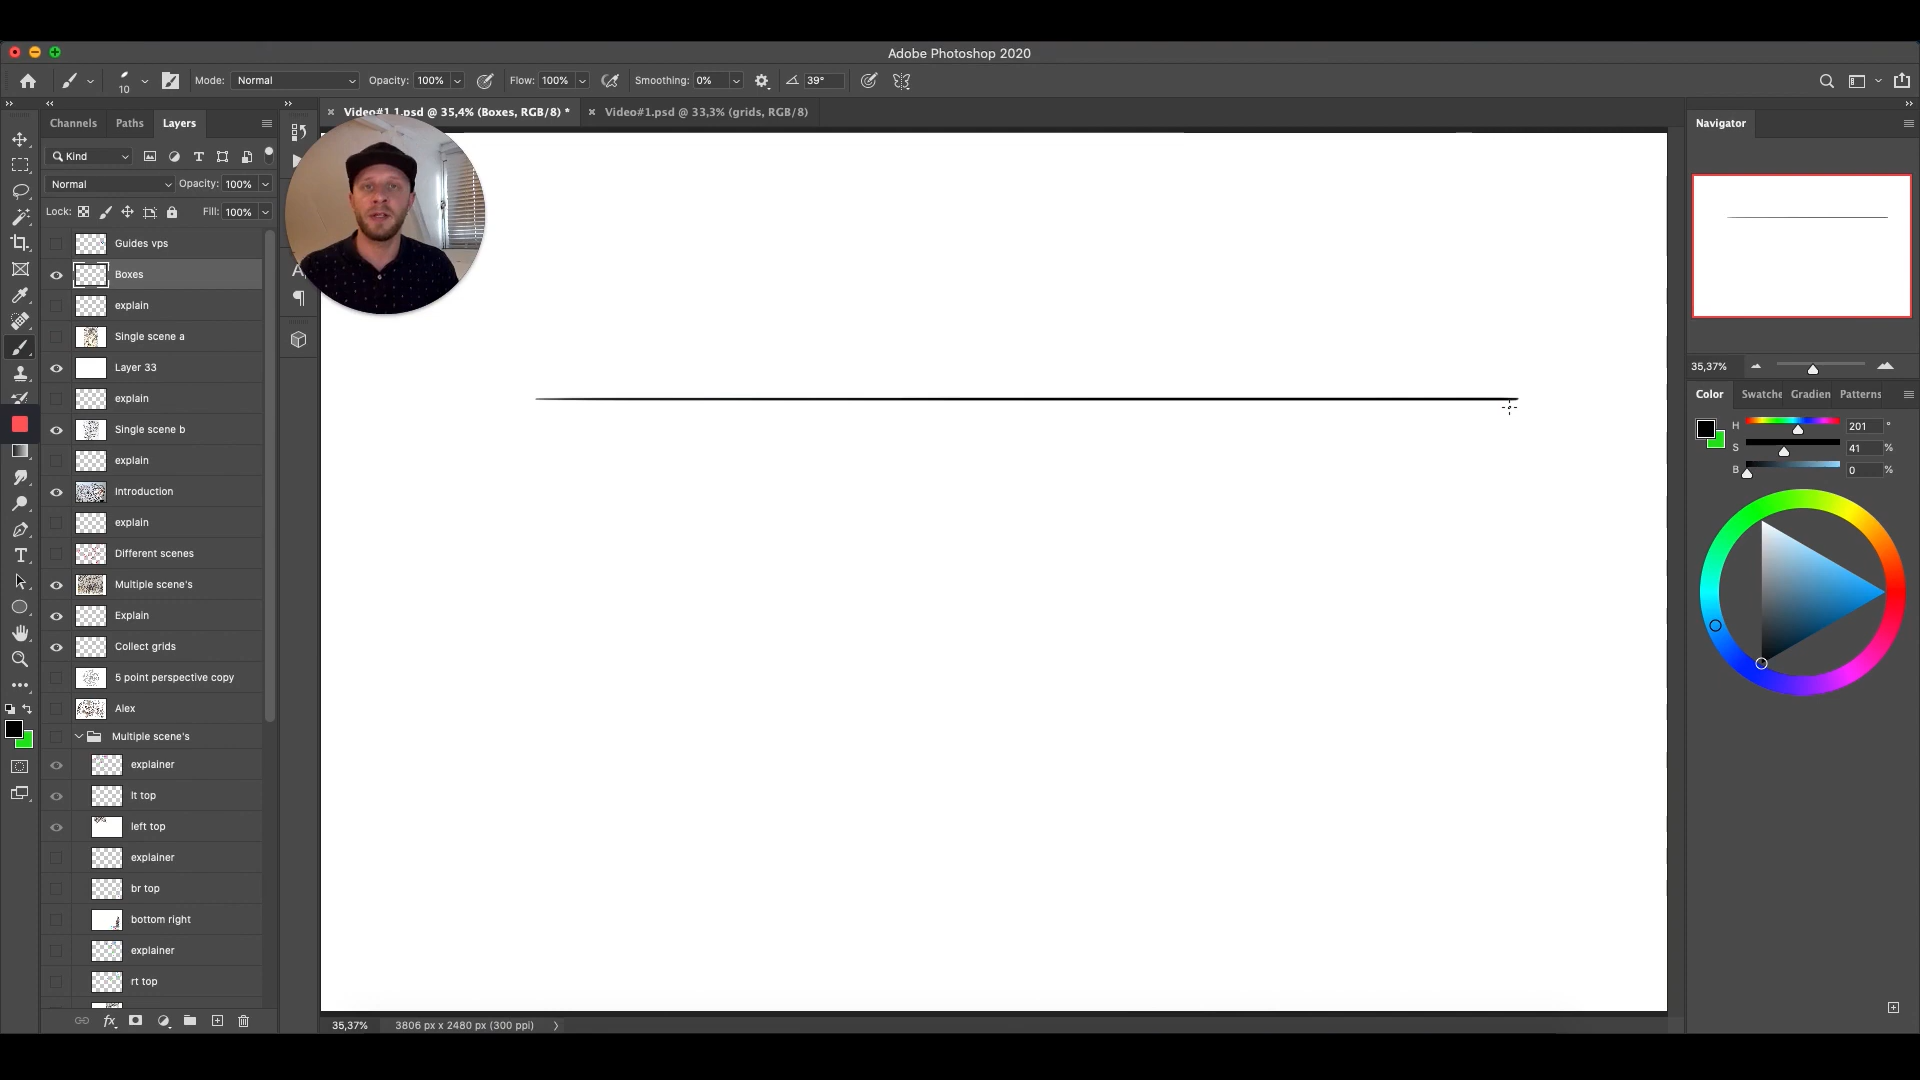 Adobe Photoshop 2020
10
Mode: Normal
Opacity: 100%
Flow: 100%
Smoothing: 0%
39°
Channels
Paths
Layers
Video#1.1.psd @ 35,4% (Boxes, RGB/8) *
Video#1.psd @ 33,3% (grids, RGB/8)
Navigator
Kind
Normal
Opacity: 100%
Lock:
Fill: 100%
Guides vps
Boxes
explain
Single scene a
Layer 33
explain
Single scene b
explain
Introduction
explain
Different scenes
Multiple scene's
Explain
Collect grids
5 point perspective copy
Alex
Multiple scene's
explainer
lt top
left top
explainer
br top
bottom right
explainer
rt top
fx
35,37%
3806 px x 2480 px (300 ppi)
35,37%
Color
Swatche
Gradien
Patterns
H 201 °
S 41 %
B 0 %